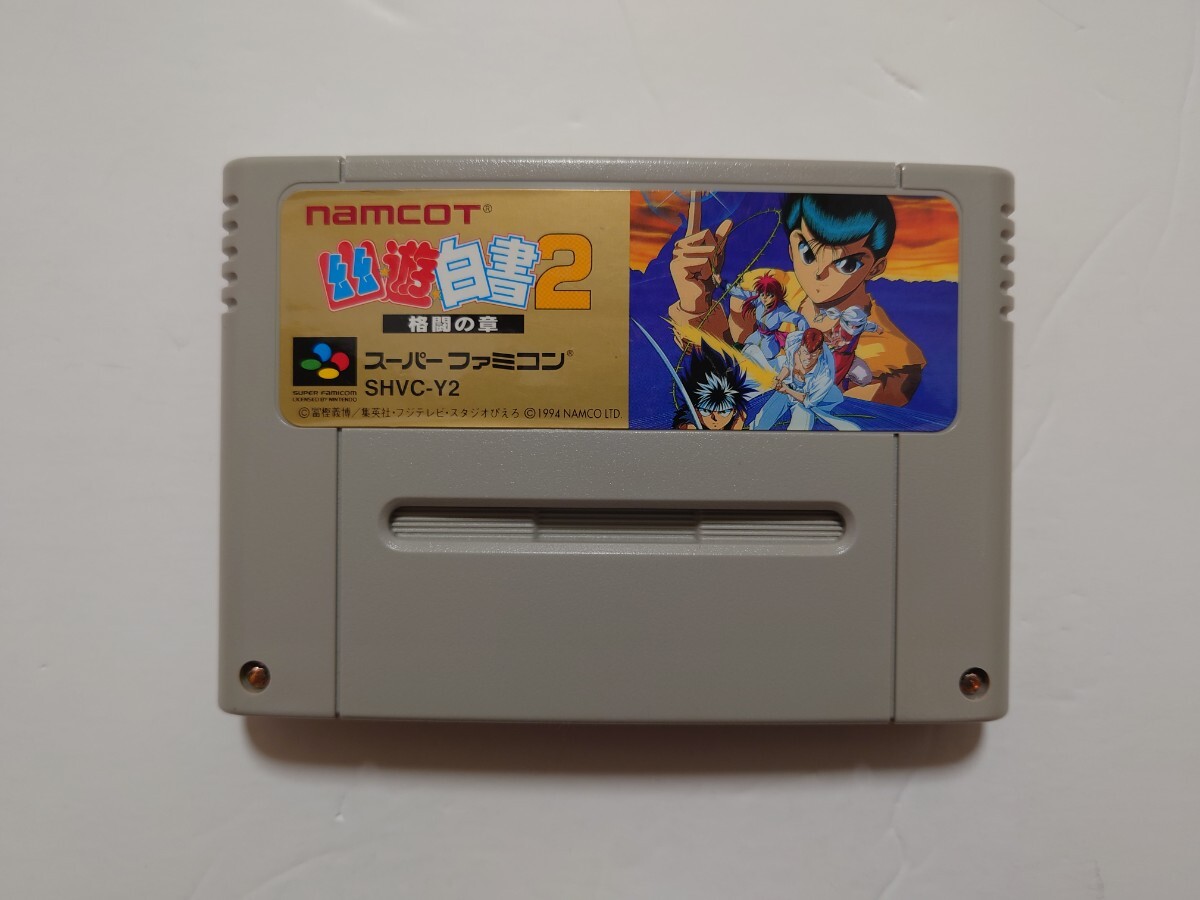 namcoT®
幽☆遊☆白書2
格闘の章
スーパーファミコン®
SUPER FAMICOM
LICENSED BY NINTENDO
SHVC-Y2
©冨樫義博/集英社・フジテレビ・スタジオぴえろ ©1994 NAMCO LTD.